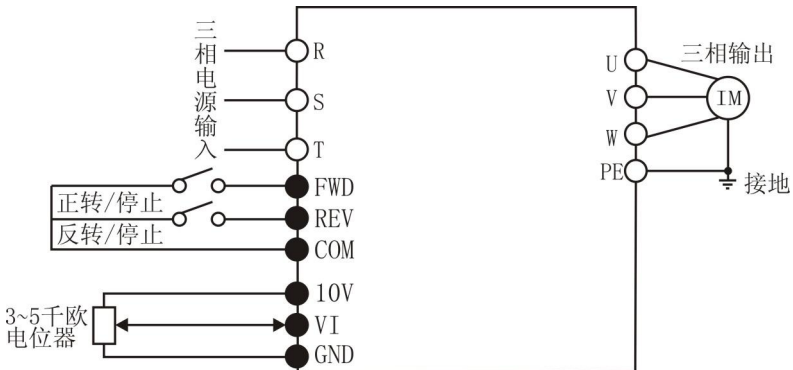 三相电源输入
R
S
T
FWD
REV
COM
正转/停止
反转/停止
10V
VI
GND
3~5千欧
电位器
U
V
W
PE
三相输出
IM
接地